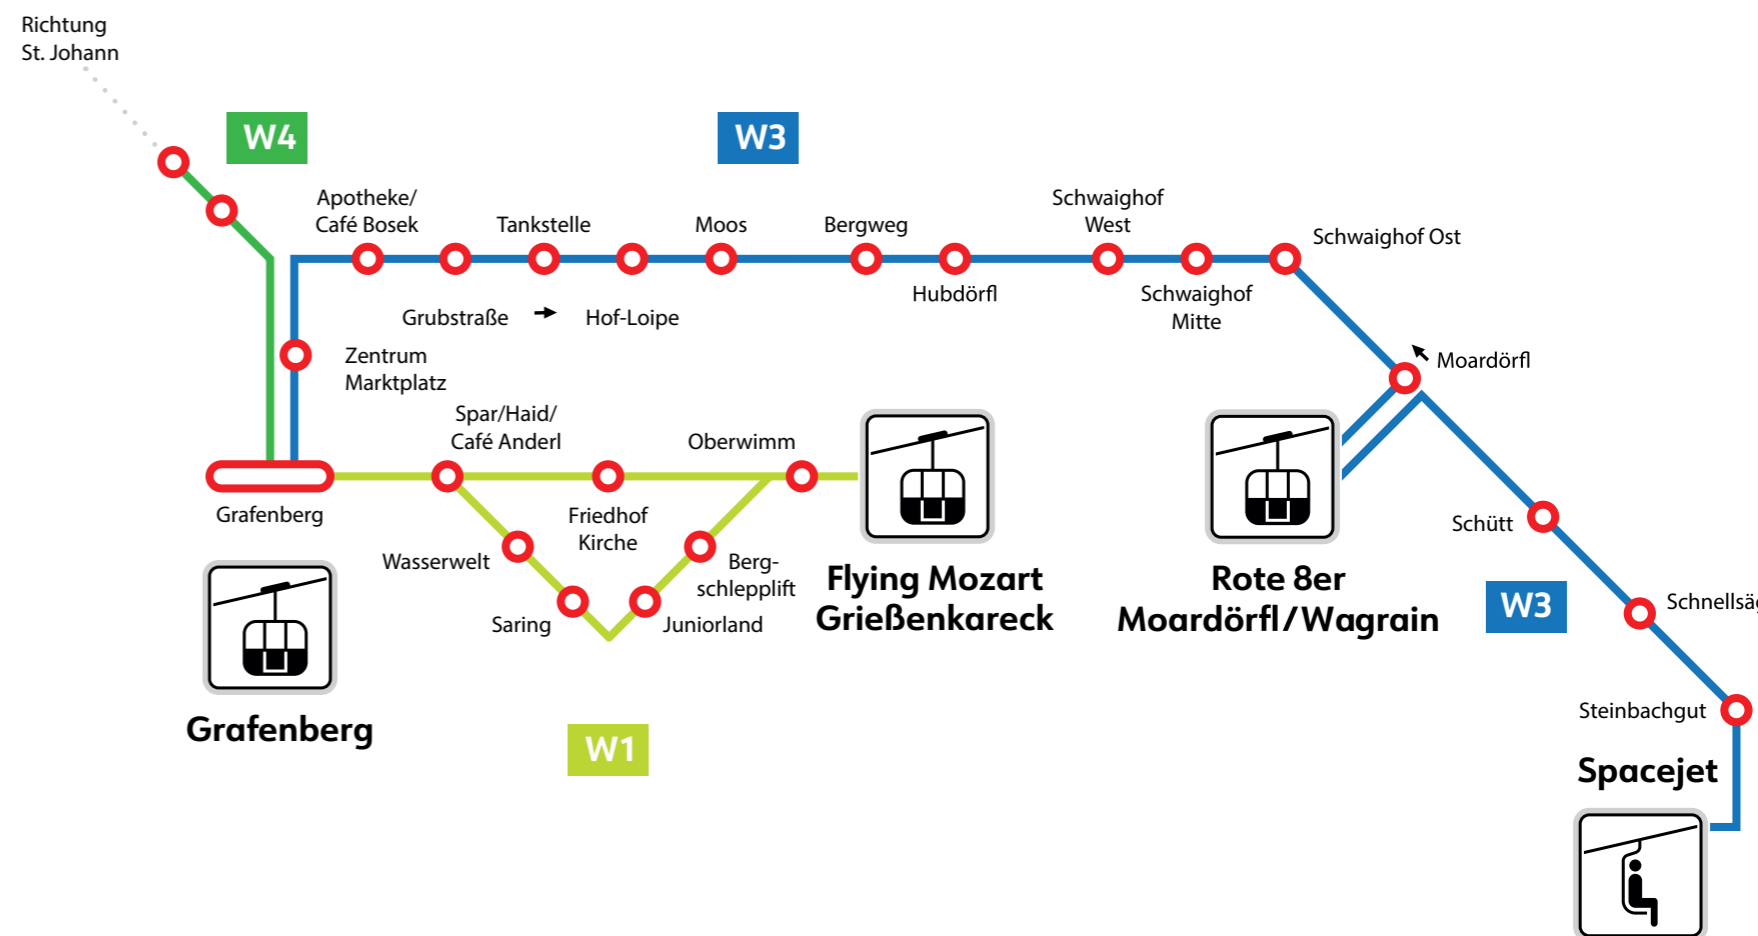 Richtung
St. Johann
W4
W3
Apotheke/
Café Bosek
Tankstelle
Moos
Bergweg
Schwaighof
West
Schwaighof Ost
Grubstraße
Hof-Loipe
Hubdörfl
Schwaighof
Mitte
Zentrum
Marktplatz
Moardörfl
Spar/Haid/
Café Anderl
Oberwimm
Grafenberg
Friedhof
Kirche
Wasserwelt
Berg-
schlepplift
Saring
Juniorland
Flying Mozart
Grießenkareck
Rote 8er
Moardörfl/Wagrain
Schütt
W3
Schnellsäg
Steinbachgut
Grafenberg
W1
Spacejet